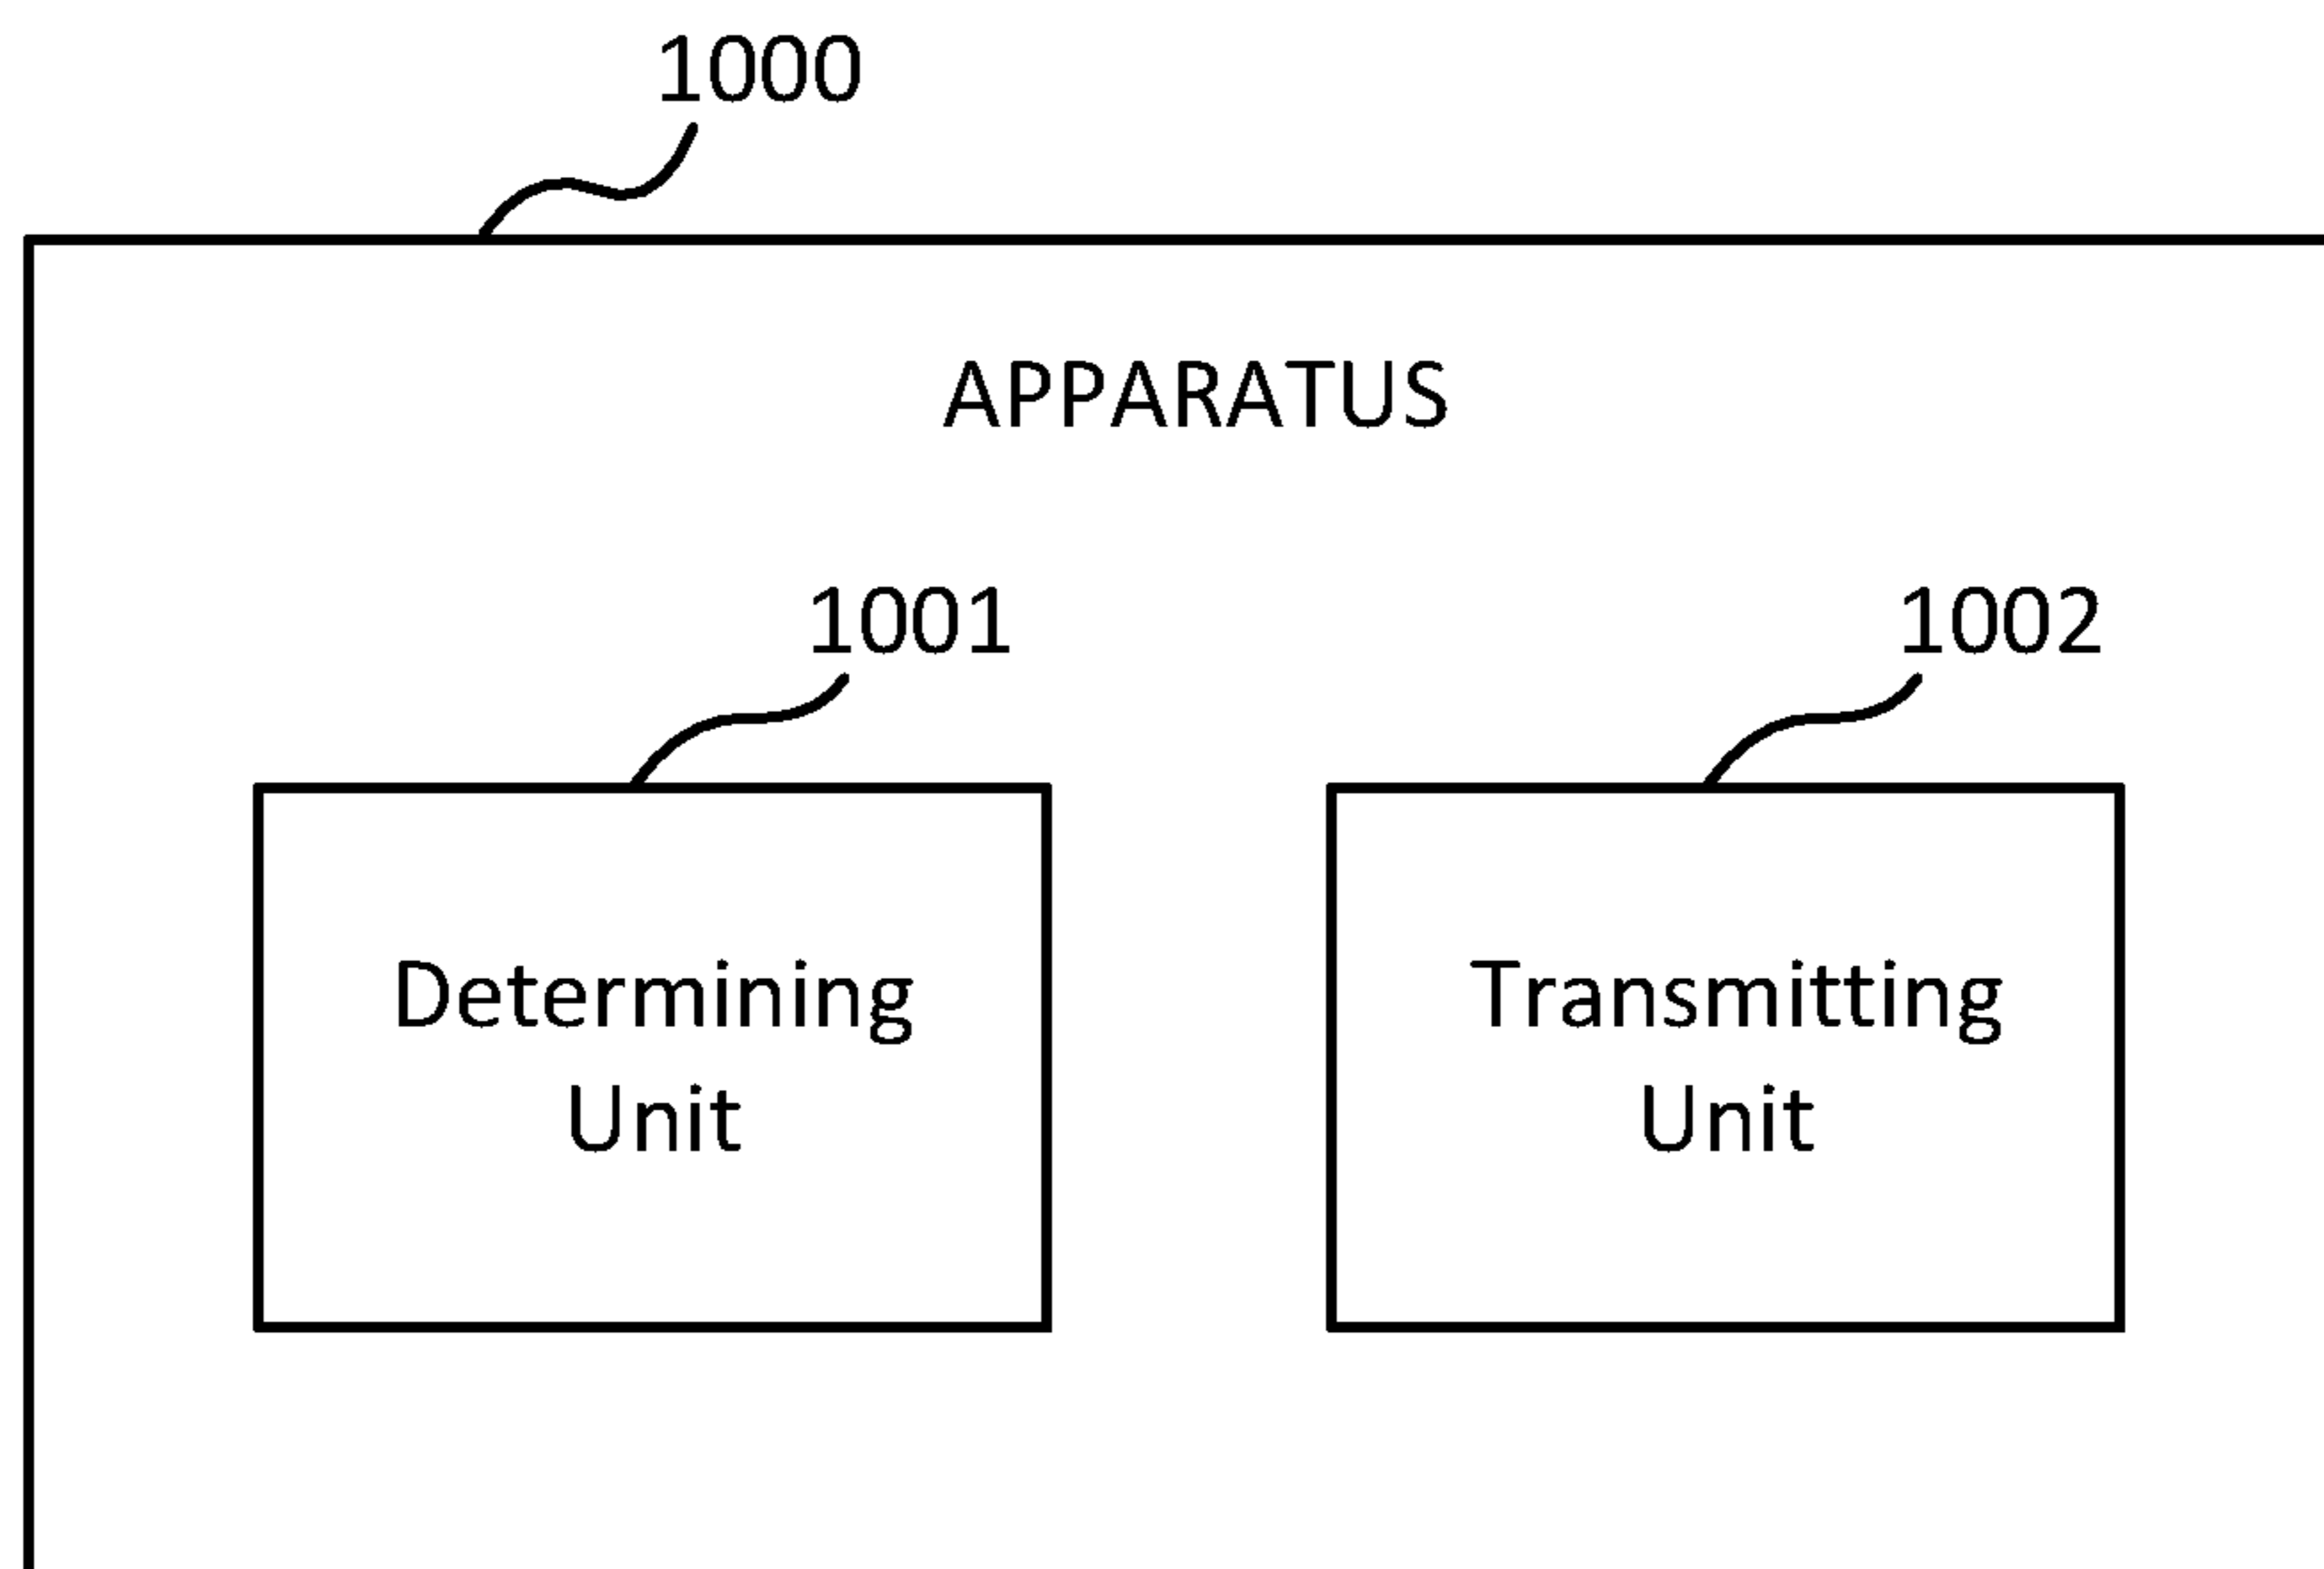 1000
APPARATUS
1001
1002
Determining
Unit
Transmitting
Unit